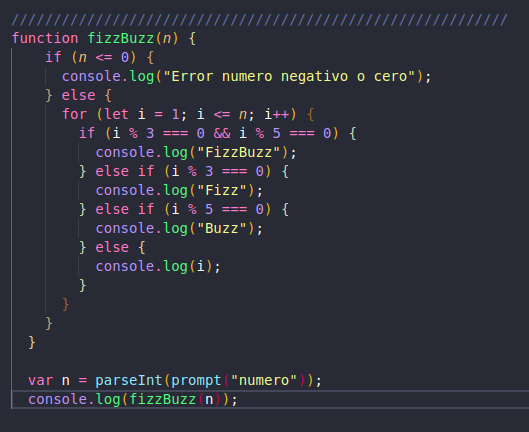 ///////////////////////////////////////////////////////////
function fizzBuzz(n) {
    if (n <= 0) {
      console.log("Error numero negativo o cero");
    } else {
      for (let i = 1; i <= n; i++) {
        if (i % 3 === 0 && i % 5 === 0) {
          console.log("FizzBuzz");
        } else if (i % 3 === 0) {
          console.log("Fizz");
        } else if (i % 5 === 0) {
          console.log("Buzz");
        } else {
          console.log(i);
        }
      }
    }
  }

  var n = parseInt(prompt("numero"));
  console.log(fizzBuzz(n));